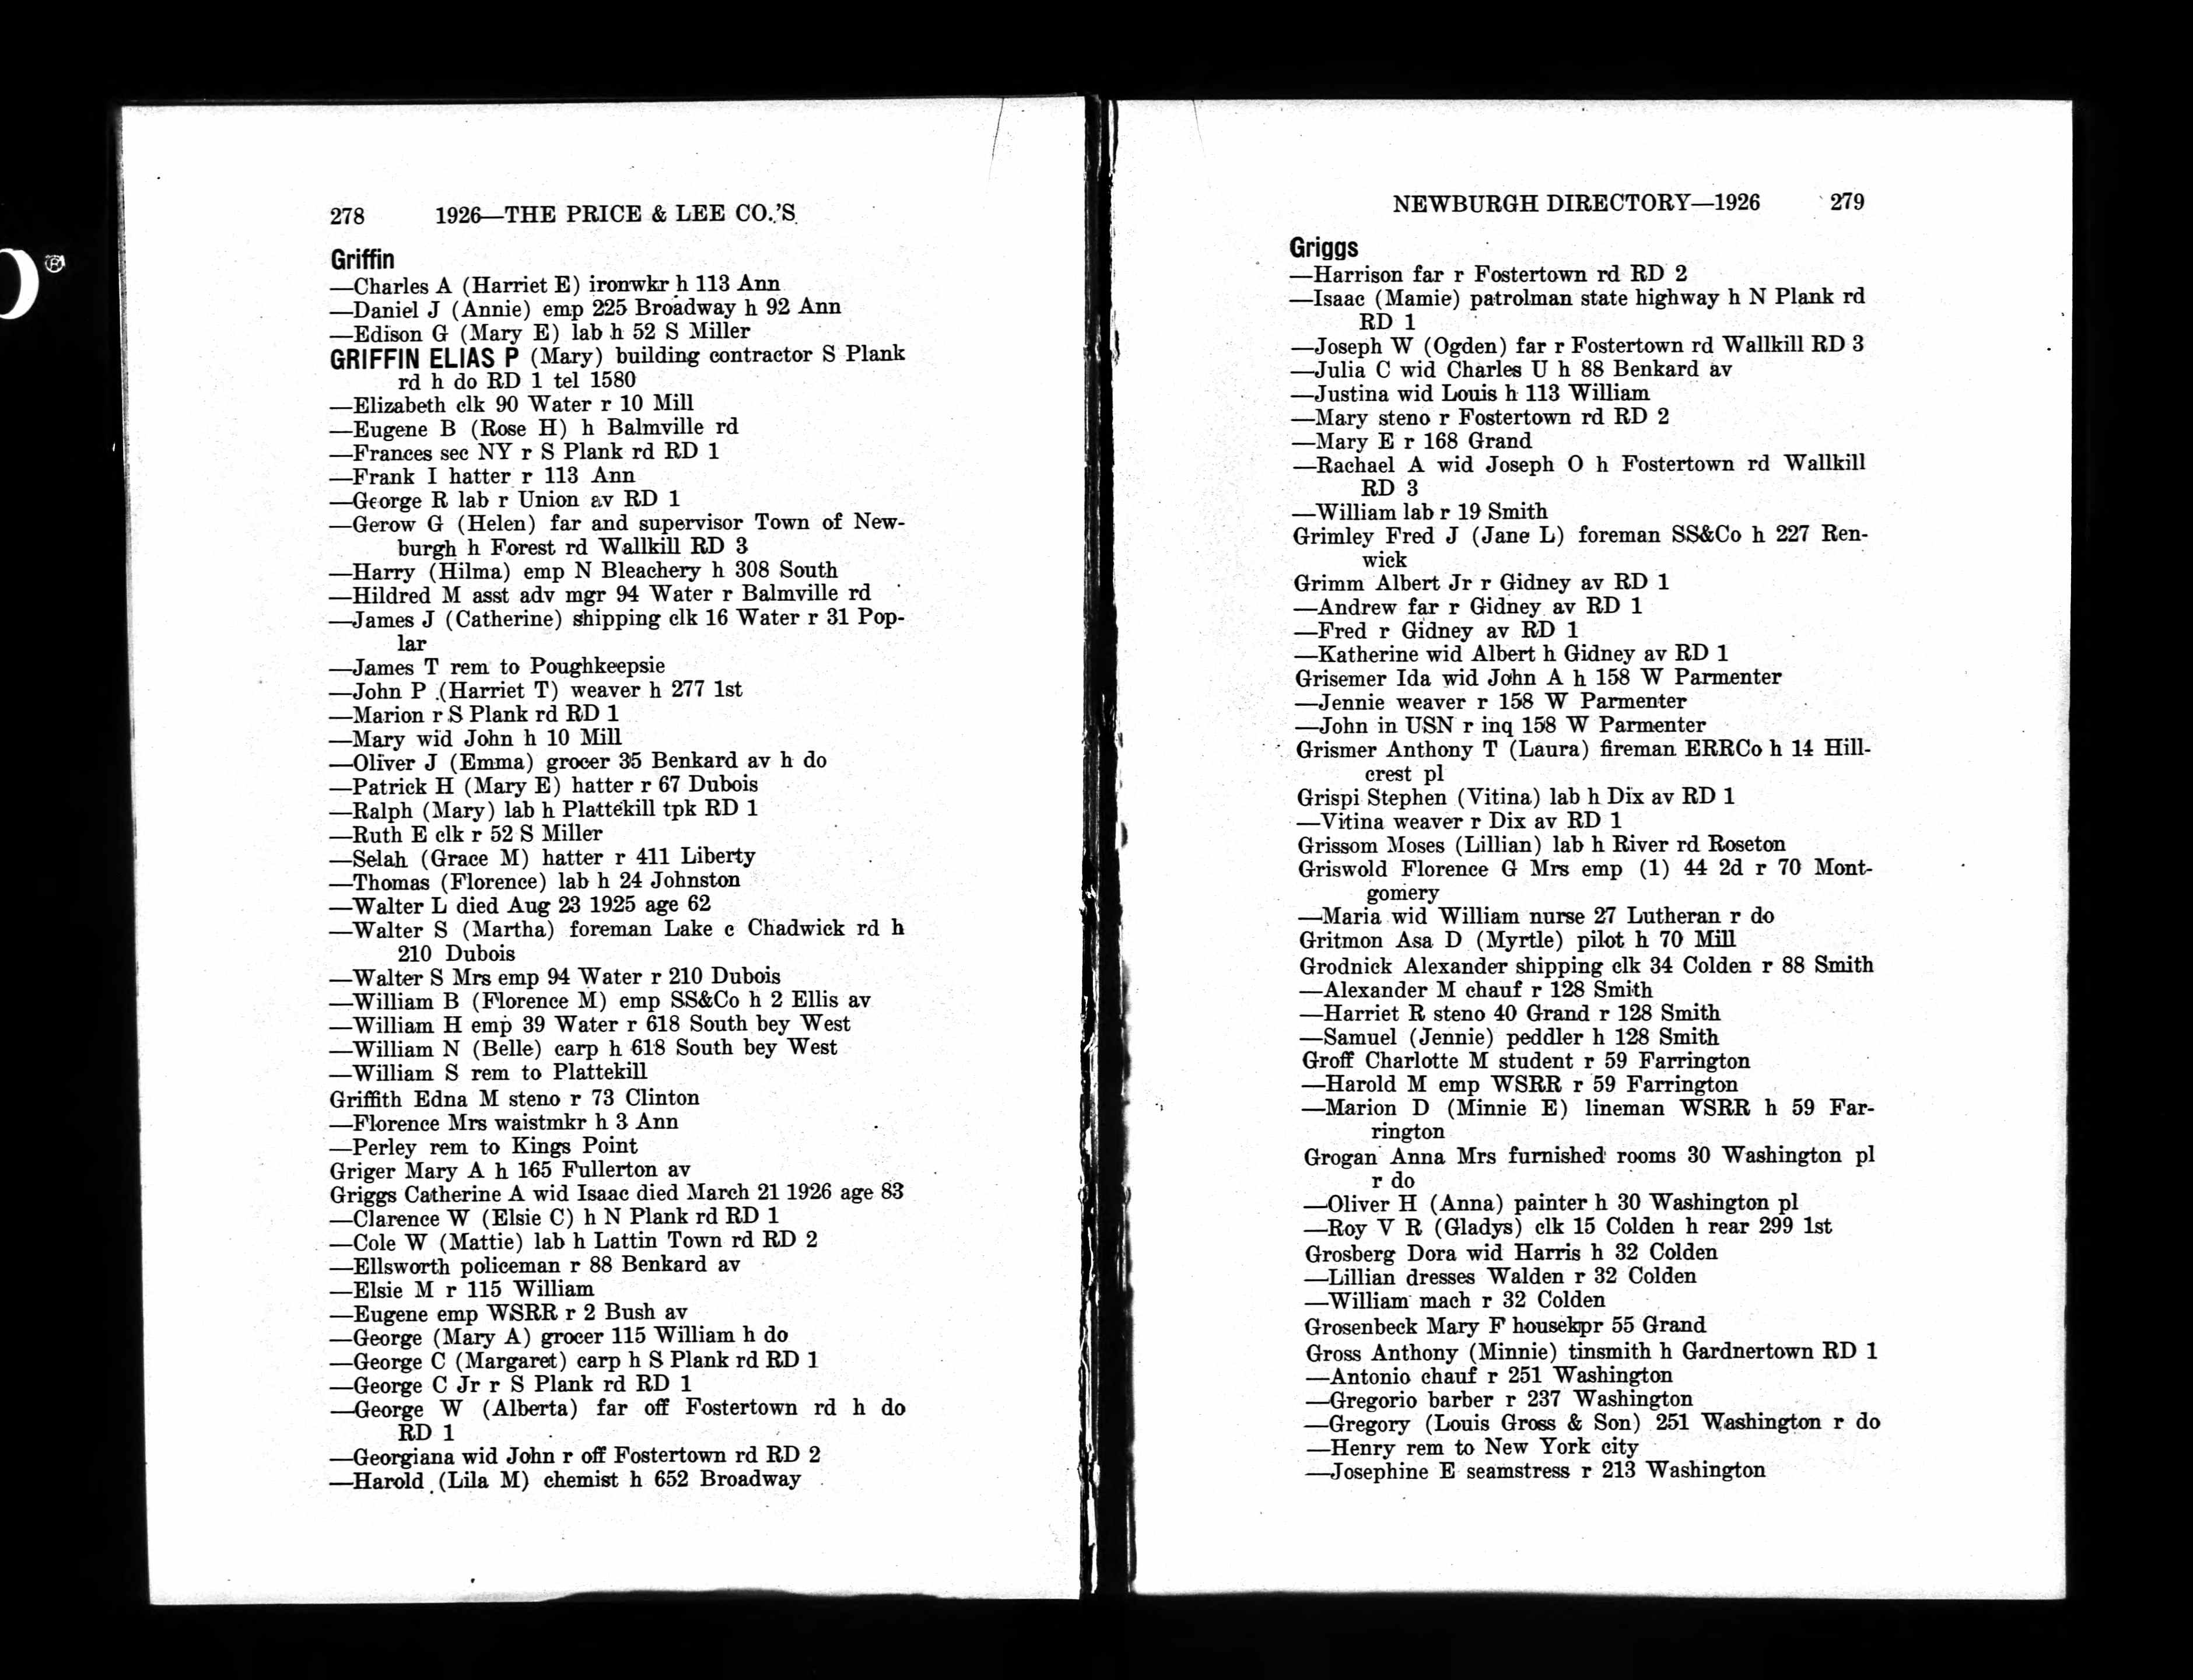 278 1926—THE PRICE & LEE CO.'S
Griffin
—Charles A (Harriet E) ironwkr h 113 Ann
—Daniel J (Annie) emp 225 Broadway h 92 Ann
—Edison G (Mary E) lab h 52 S Miller
GRIFFIN ELIAS P (Mary) building contractor S Plank
rd h do RD 1 tel 1580
—Elizabeth clk 90 Water r 10 Mill
—Eugene B (Rose H) h Balmville rd
—Frances sec NY r S Plank rd RD 1
—Frank I hatter r 113 Ann
—George R lab r Union av RD 1
—Gerow G (Helen) far and supervisor Town of New-
burgh h Forest rd Wallkill RD 3
—Harry (Hilma) emp N Bleachery h 308 South
—Hildred M asst adv mgr 94 Water r Balmville rd
—James J (Catherine) shipping clk 16 Water r 31 Pop-
lar
—James T rem to Poughkeepsie
—John P (Harriet T) weaver h 277 1st
—Marion r S Plank rd RD 1
—Mary wid John h 10 Mill
—Oliver J (Emma) grocer 35 Benkard av h do
—Patrick H (Mary E) hatter r 67 Dubois
—Ralph (Mary) lab h Plattekill tpk RD 1
—Ruth E clk r 52 S Miller
—Selah (Grace M) hatter r 411 Liberty
—Thomas (Florence) lab h 24 Johnston
—Walter L died Aug 23 1925 age 62
—Walter S (Martha) foreman Lake c Chadwick rd h
210 Dubois
—Walter S Mrs emp 94 Water r 210 Dubois
—William B (Florence M) emp SS&Co h 2 Ellis av
—William H emp 39 Water r 618 South bey West
—William N (Belle) carp h 618 South bey West
—William S rem to Plattekill
Griffith Edna M steno r 73 Clinton
—Florence Mrs waistmkr h 3 Ann
—Perley rem to Kings Point
Griger Mary A h 165 Fullerton av
Griggs Catherine A wid Isaac died March 21 1926 age 83
—Clarence W (Elsie C) h N Plank rd RD 1
—Cole W (Mattie) lab h Lattin Town rd RD 2
—Ellsworth policeman r 88 Benkard av
—Elsie M r 115 William
—Eugene emp WSRR r 2 Bush av
—George (Mary A) grocer 115 William h do
—George C (Margaret) carp h S Plank rd RD 1
—George C Jr r S Plank rd RD 1
—George W (Alberta) far off Fostertown rd h do
RD 1
—Georgiana wid John r off Fostertown rd RD 2
—Harold (Lila M) chemist h 652 Broadway
NEWBURGH DIRECTORY—1926 279
Griggs
—Harrison far r Fostertown rd RD 2
—Isaac (Mamie) patrolman state highway h N Plank rd
RD 1
—Joseph W (Ogden) far r Fostertown rd Wallkill RD 3
—Julia C wid Charles U h 88 Benkard av
—Justina wid Louis h 113 William
—Mary steno r Fostertown rd RD 2
—Mary E r 168 Grand
—Rachael A wid Joseph O h Fostertown rd Wallkill
RD 3
—William lab r 19 Smith
Grimley Fred J (Jane L) foreman SS&Co h 227 Ren-
wick
Grimm Albert Jr r Gidney av RD 1
—Andrew far r Gidney av RD 1
—Fred r Gidney av RD 1
—Katherine wid Albert h Gidney av RD 1
Grisemer Ida wid John A h 158 W Parmenter
—Jennie weaver r 158 W Parmenter
—John in USN r inq 158 W Parmenter
Grismer Anthony T (Laura) fireman ERRCo h 14 Hill-
crest pl
Grispi Stephen (Vitina) lab h Dix av RD 1
—Vitina weaver r Dix av RD 1
Grissom Moses (Lillian) lab h River rd Roseton
Griswold Florence G Mrs emp (1) 44 2d r 70 Mont-
gomery
—Maria wid William nurse 27 Lutheran r do
Gritmon Asa D (Myrtle) pilot h 70 Mill
Grodnick Alexander shipping clk 34 Colden r 88 Smith
—Alexander M chauf r 128 Smith
—Harriet R steno 40 Grand r 128 Smith
—Samuel (Jennie) peddler h 128 Smith
Groff Charlotte M student r 59 Farrington
—Harold M emp WSRR r 59 Farrington
—Marion D (Minnie E) lineman WSRR h 59 Far-
rington
Grogan Anna Mrs furnished rooms 30 Washington pl
r do
—Oliver H (Anna) painter h 30 Washington pl
—Roy V R (Gladys) clk 15 Colden h rear 299 1st
Grosberg Dora wid Harris h 32 Colden
—Lillian dresses Walden r 32 Colden
—William mach r 32 Colden
Grosenbeck Mary F housekpr 55 Grand
Gross Anthony (Minnie) tinsmith h Gardnertown RD 1
—Antonio chauf r 251 Washington
—Gregorio barber r 237 Washington
—Gregory (Louis Gross & Son) 251 Washington r do
—Henry rem to New York city
—Josephine E seamstress r 213 Washington